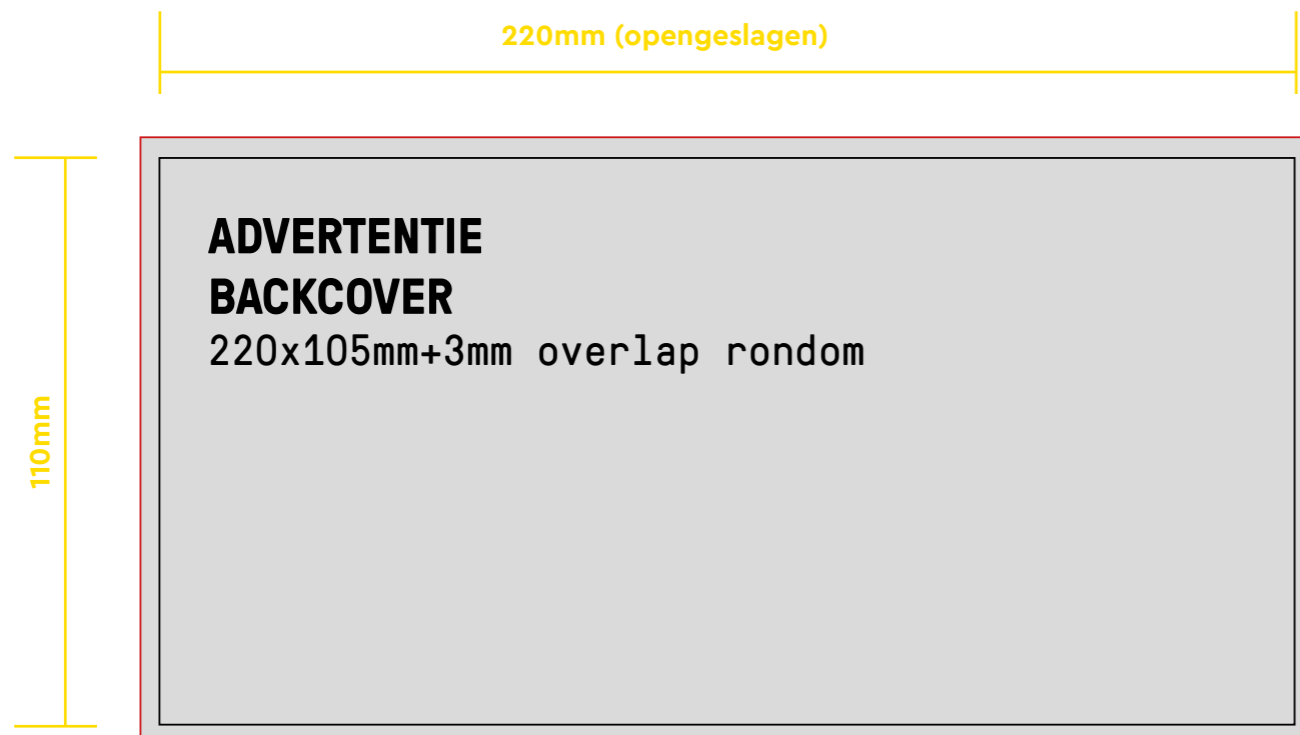 220mm (opengeslagen)
ADVERTENTIE
BACKCOVER
220x105mm+3mm overlap rondom
110mm